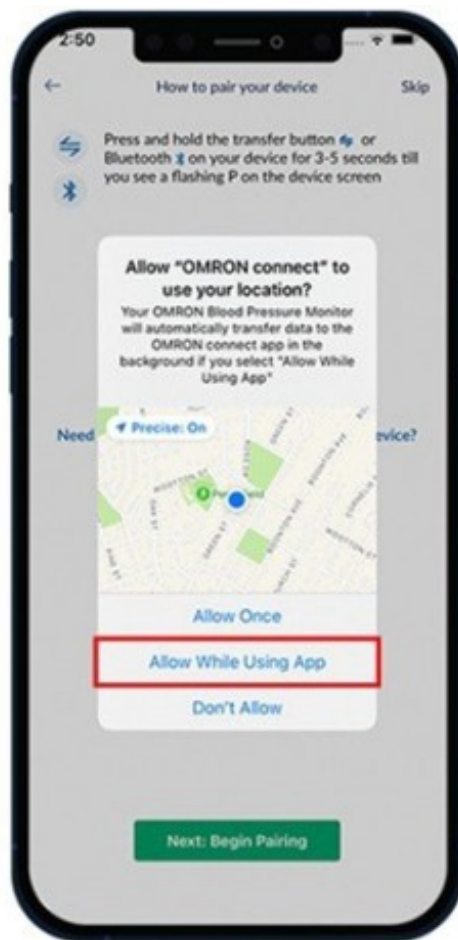 2:50
How to pair your device
Skip
Press and hold the transfer button or
Bluetooth on your device for 3-5 seconds till
you see a flashing P on the device screen
Allow "OMRON connect" to
use your location?
Your OMRON Blood Pressure Monitor
will automatically transfer data to the
OMRON connect app in the
background if you select "Allow While
Using App"
Need
evice?
Precise: On
Allow Once
Allow While Using App
Don't Allow
Next: Begin Pairing